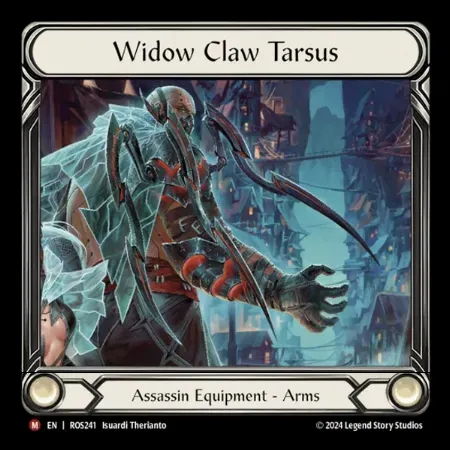 Widow Claw Tarsus
Assassin Equipment - Arms
M EN | ROS241 Isuardi Therianto © 2024 Legend Story Studios